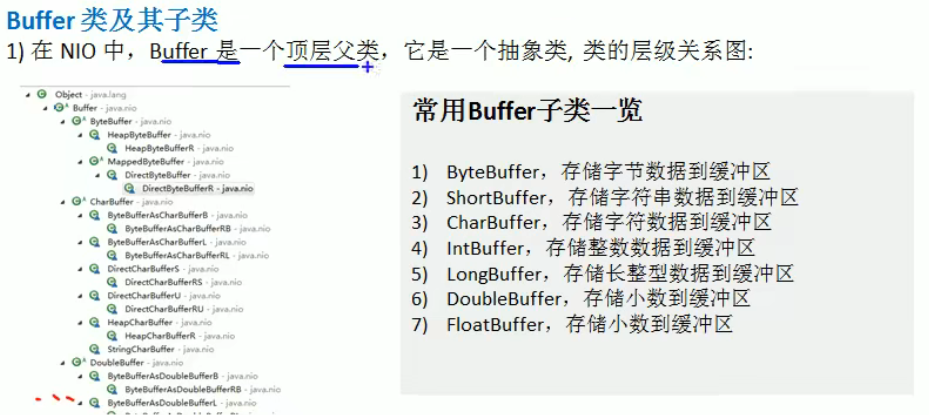 Buffer 类及其子类
1) 在 NIO 中，Buffer 是一个顶层父类，它是一个抽象类, 类的层级关系图:
Object - java.lang
Buffer - java.nio
ByteBuffer - java.nio
HeapByteBuffer - java.nio
HeapByteBufferR - java.nio
MappedByteBuffer - java.nio
DirectByteBuffer - java.nio
DirectByteBufferR - java.nio
CharBuffer - java.nio
ByteBufferAsCharBufferB - java.nio
ByteBufferAsCharBufferRB - java.nio
ByteBufferAsCharBufferL - java.nio
ByteBufferAsCharBufferRL - java.nio
DirectCharBufferS - java.nio
DirectCharBufferRS - java.nio
DirectCharBufferU - java.nio
DirectCharBufferRU - java.nio
HeapCharBuffer - java.nio
HeapCharBufferR - java.nio
StringCharBuffer - java.nio
DoubleBuffer - java.nio
ByteBufferAsDoubleBufferB - java.nio
ByteBufferAsDoubleBufferRB - java.nio
ByteBufferAsDoubleBufferL - java.nio
常用Buffer子类一览
1) ByteBuffer，存储字节数据到缓冲区
2) ShortBuffer，存储字符串数据到缓冲区
3) CharBuffer，存储字符数据到缓冲区
4) IntBuffer，存储整数数据到缓冲区
5) LongBuffer，存储长整型数据到缓冲区
6) DoubleBuffer，存储小数到缓冲区
7) FloatBuffer，存储小数到缓冲区